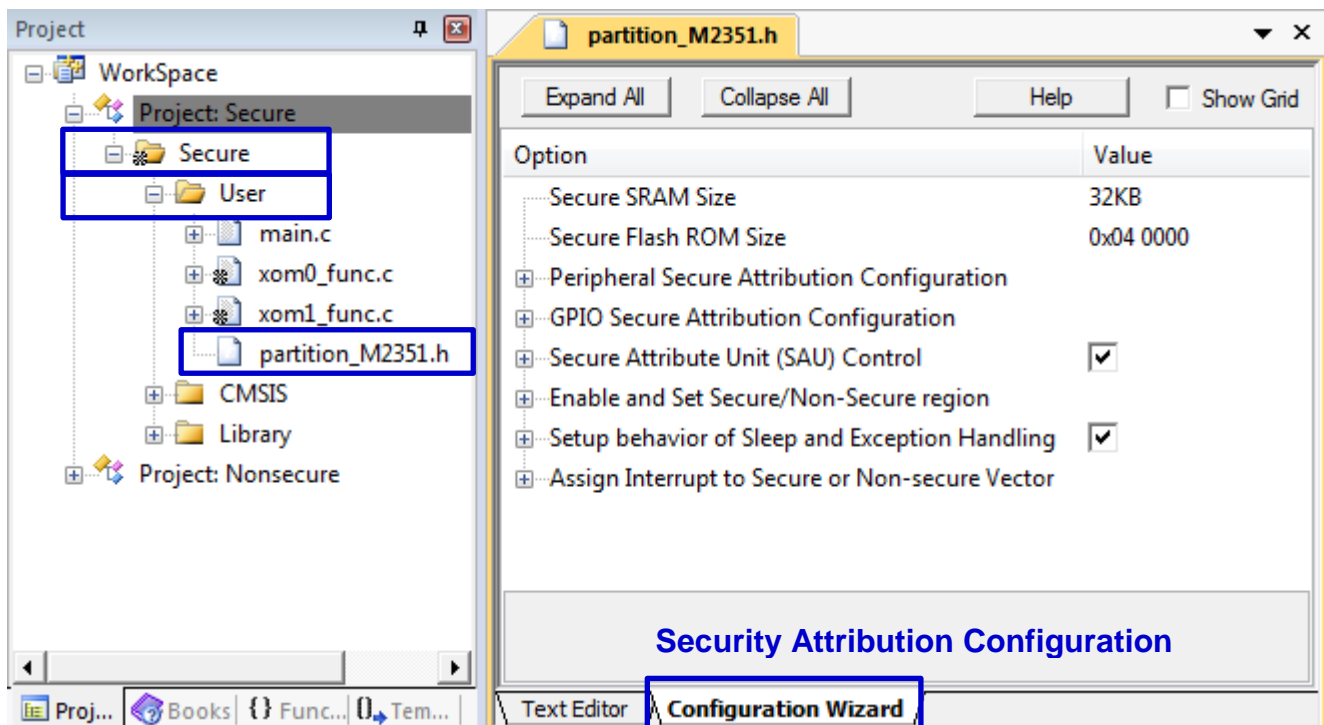 Project
WorkSpace
Project: Secure
Secure
User
main.c
xom0_func.c
xom1_func.c
partition_M2351.h
CMSIS
Library
Project: Nonsecure
Proj...
Books
{} Func...
0 Tem...
partition_M2351.h
Expand All
Collapse All
Help
Show Grid
Option Value
Secure SRAM Size 32KB
Secure Flash ROM Size 0x04 0000
Peripheral Secure Attribution Configuration
GPIO Secure Attribution Configuration
Secure Attribute Unit (SAU) Control
Enable and Set Secure/Non-Secure region
Setup behavior of Sleep and Exception Handling
Assign Interrupt to Secure or Non-secure Vector
Security Attribution Configuration
Text Editor
Configuration Wizard